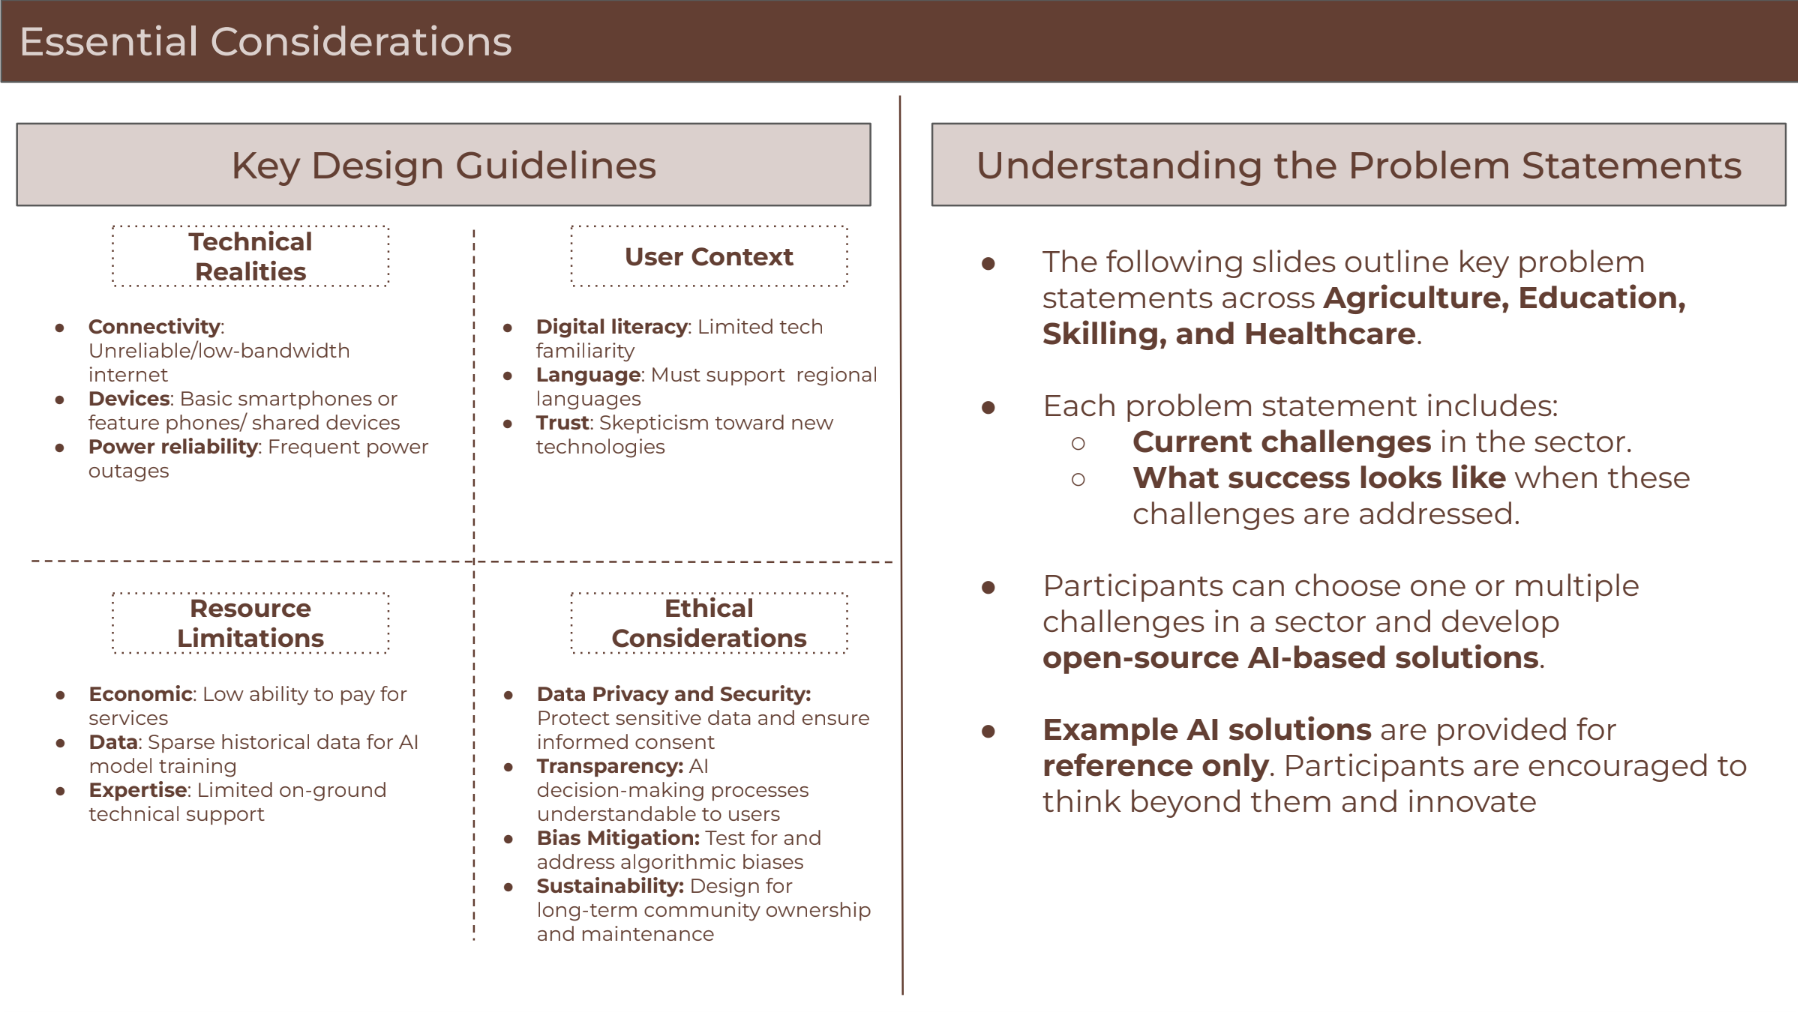 Essential Considerations
Key Design Guidelines
Technical
Realities
● Connectivity:
Unreliable/low-bandwidth
internet
● Devices: Basic smartphones or
feature phones/ shared devices
● Power reliability: Frequent power
outages
User Context
● Digital literacy: Limited tech
familiarity
● Language: Must support  regional
languages
● Trust: Skepticism toward new
technologies
Resource
Limitations
● Economic: Low ability to pay for
services
● Data: Sparse historical data for AI
model training
● Expertise: Limited on-ground
technical support
Ethical
Considerations
● Data Privacy and Security:
Protect sensitive data and ensure
informed consent
● Transparency: AI
decision-making processes
understandable to users
● Bias Mitigation: Test for and
address algorithmic biases
● Sustainability: Design for
long-term community ownership
and maintenance
Understanding the Problem Statements
● The following slides outline key problem
statements across Agriculture, Education,
Skilling, and Healthcare.
● Each problem statement includes:
○ Current challenges in the sector.
○ What success looks like when these
challenges are addressed.
● Participants can choose one or multiple
challenges in a sector and develop
open-source AI-based solutions.
● Example AI solutions are provided for
reference only. Participants are encouraged to
think beyond them and innovate